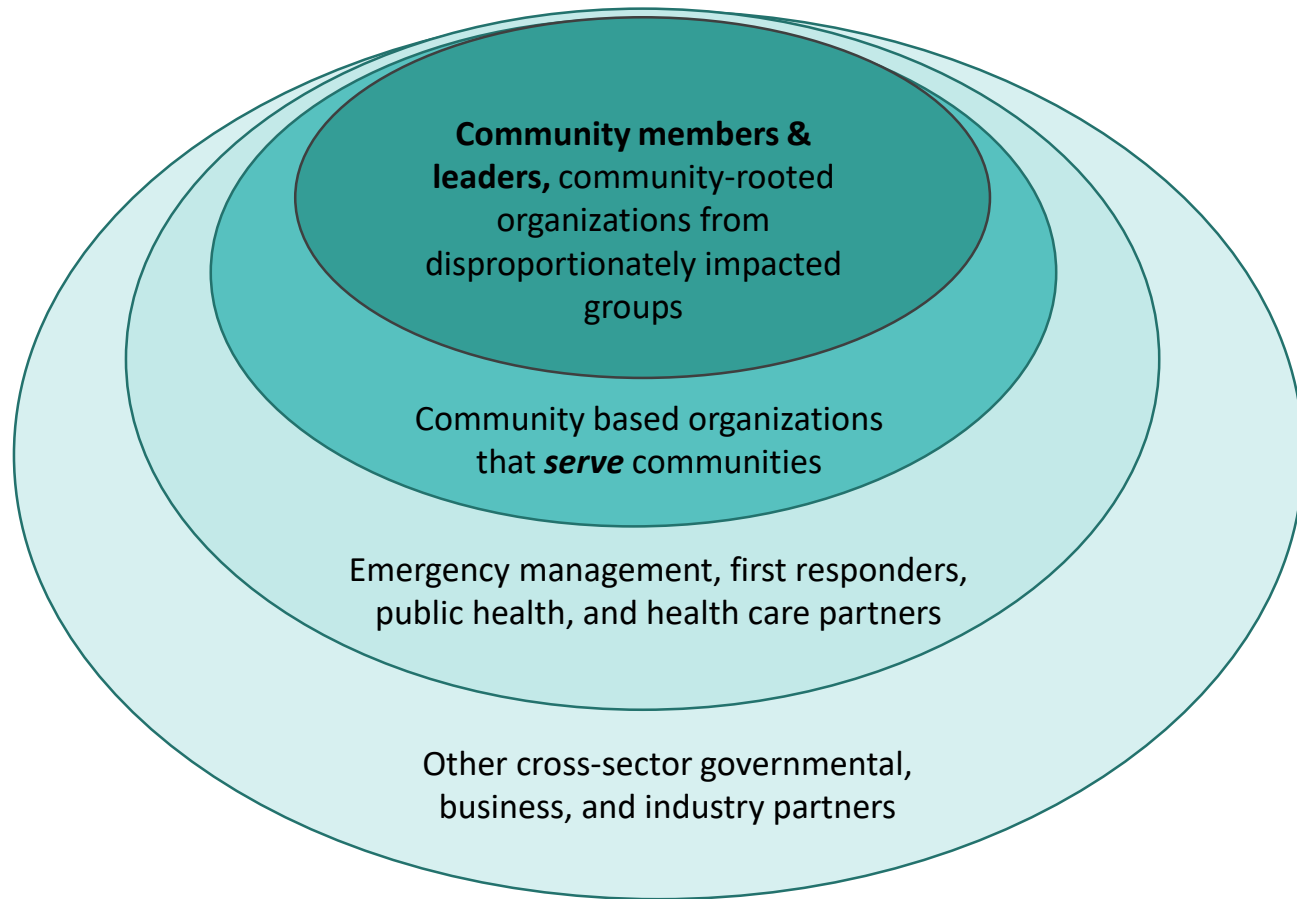 Community members &
leaders, community-rooted
organizations from
disproportionately impacted
groups
Community based organizations
that serve communities
Emergency management, first responders,
public health, and health care partners
Other cross-sector governmental,
business, and industry partners